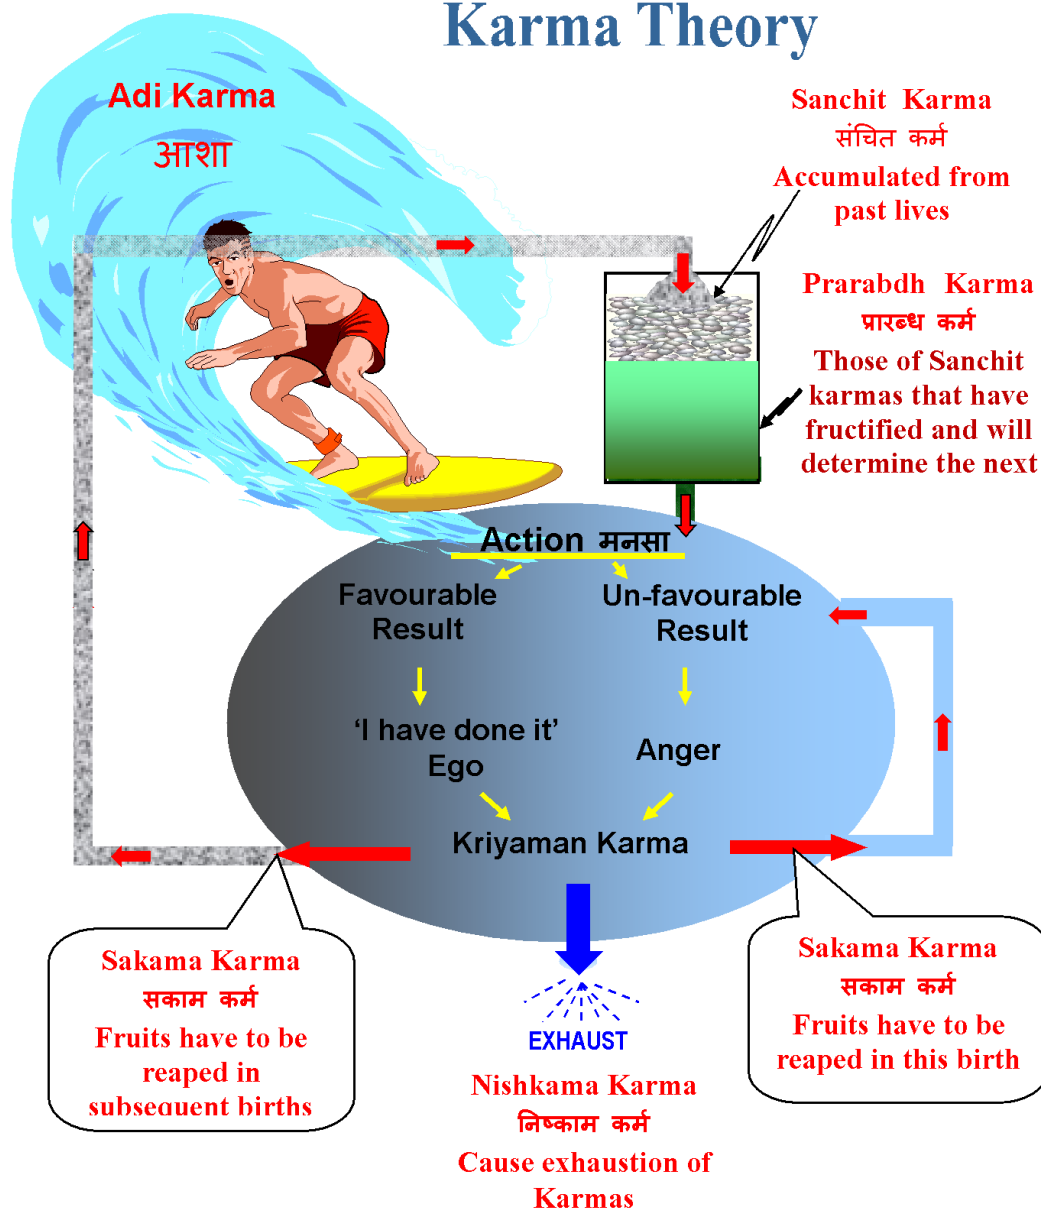 Karma Theory
Adi Karma
आशा
Sanchit Karma
संचित कर्म
Accumulated from
past lives
Prarabdh Karma
प्रारब्ध कर्म
Those of Sanchit
karmas that have
fructified and will
determine the next
Action मनसा
Favourable
Result
Un-favourable
Result
‘I have done it’
Ego
Anger
Kriyaman Karma
Sakama Karma
सकाम कर्म
Fruits have to be
reaped in
subsequent births
Sakama Karma
सकाम कर्म
Fruits have to be
reaped in this birth
EXHAUST
Nishkama Karma
निष्काम कर्म
Cause exhaustion of
Karmas